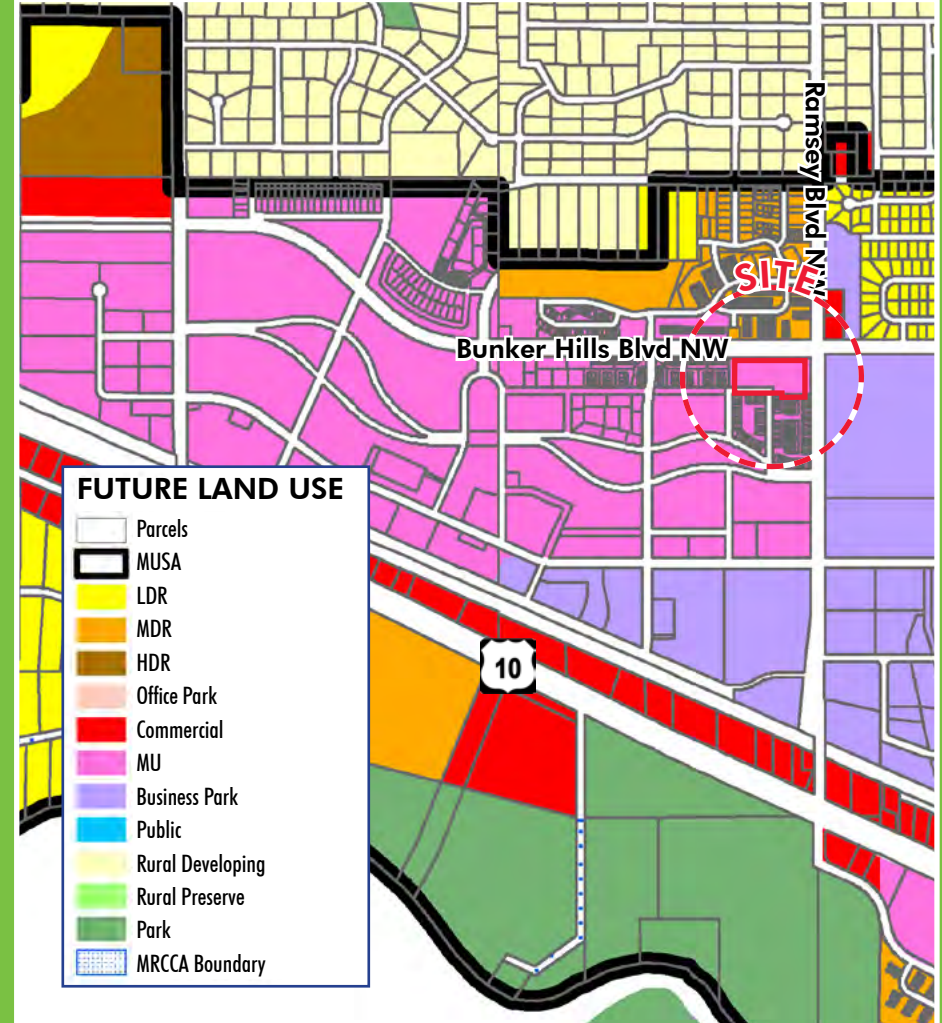 Ramsey Blvd NW
SITE
Bunker Hills Blvd NW
FUTURE LAND USE
Parcels
MUSA
LDR
MDR
HDR
Office Park
Commercial
MU
Business Park
Public
Rural Developing
Rural Preserve
Park
MRCCA Boundary
10